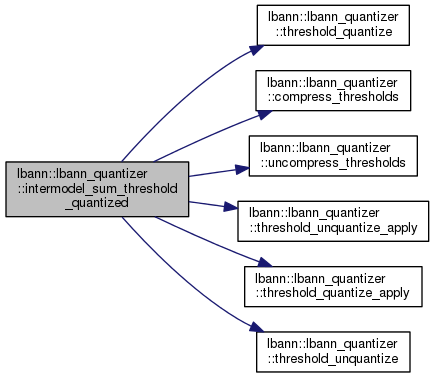 lbann::lbann_quantizer
::threshold_quantize
lbann::lbann_quantizer
::compress_thresholds
lbann::lbann_quantizer
::uncompress_thresholds
lbann::lbann_quantizer
::intermodel_sum_threshold
_quantized
lbann::lbann_quantizer
::threshold_unquantize_apply
lbann::lbann_quantizer
::threshold_quantize_apply
lbann::lbann_quantizer
::threshold_unquantize